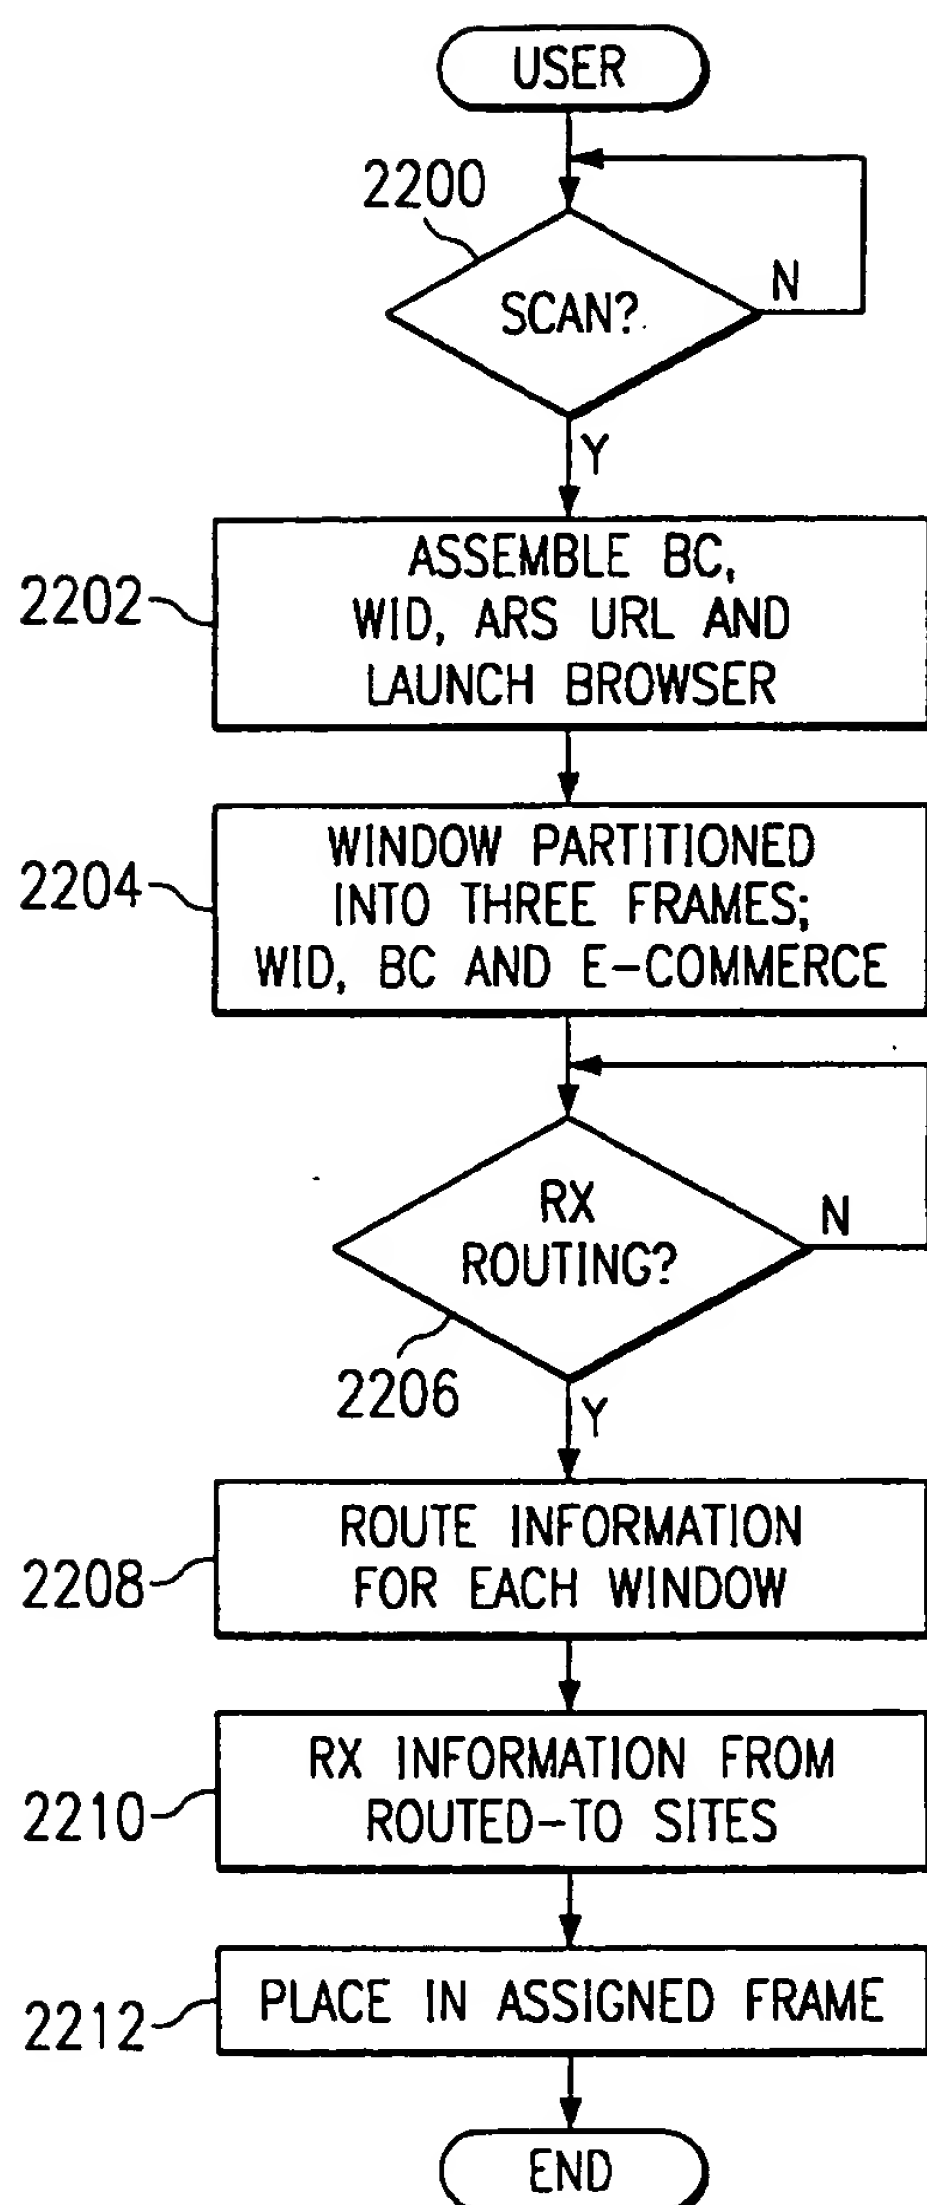 USER
2200
SCAN?
N
Y
2202
ASSEMBLE BC,
WID, ARS URL AND
LAUNCH BROWSER
2204
WINDOW PARTITIONED
INTO THREE FRAMES;
WID, BC AND E-COMMERCE
RX
ROUTING?
N
2206
Y
2208
ROUTE INFORMATION
FOR EACH WINDOW
2210
RX INFORMATION FROM
ROUTED-TO SITES
2212
PLACE IN ASSIGNED FRAME
END